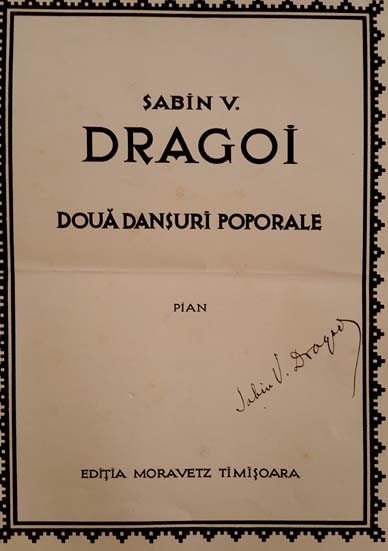 SABIN V.
DRAGOI
DOUĂ DANSURI POPORALE
PIAN
Sabin V. Dragoi
EDIȚIA MORAVETZ TIMIȘOARA